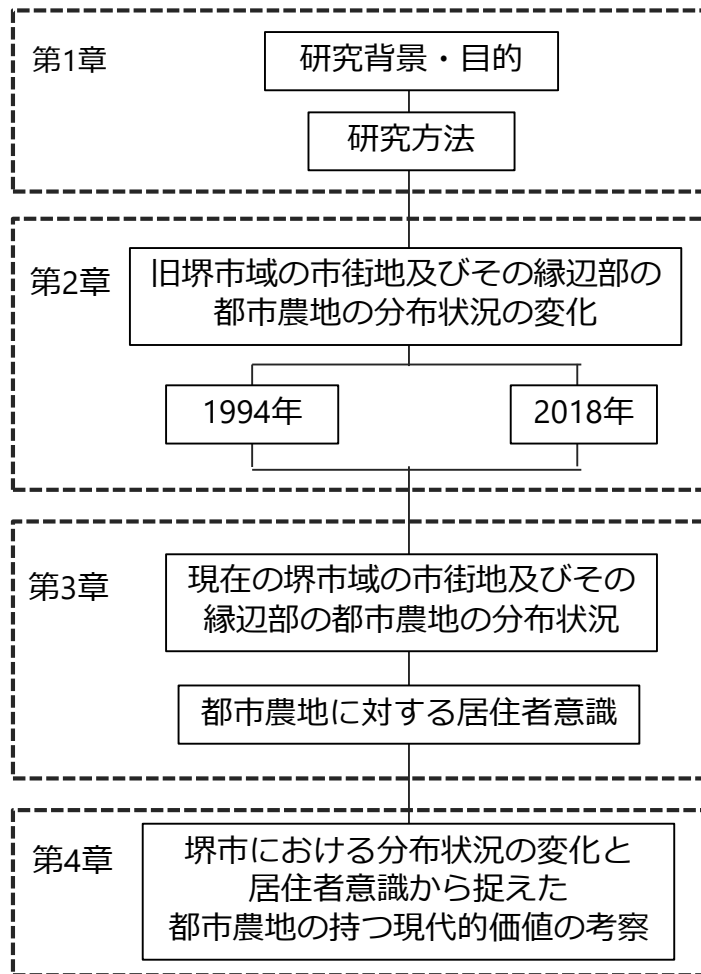 第1章
研究背景・目的
研究方法
第2章
旧堺市域の市街地及びその縁辺部の
都市農地の分布状況の変化
1994年
2018年
第3章
現在の堺市域の市街地及びその
縁辺部の都市農地の分布状況
都市農地に対する居住者意識
第4章
堺市における分布状況の変化と
居住者意識から捉えた
都市農地の持つ現代的価値の考察